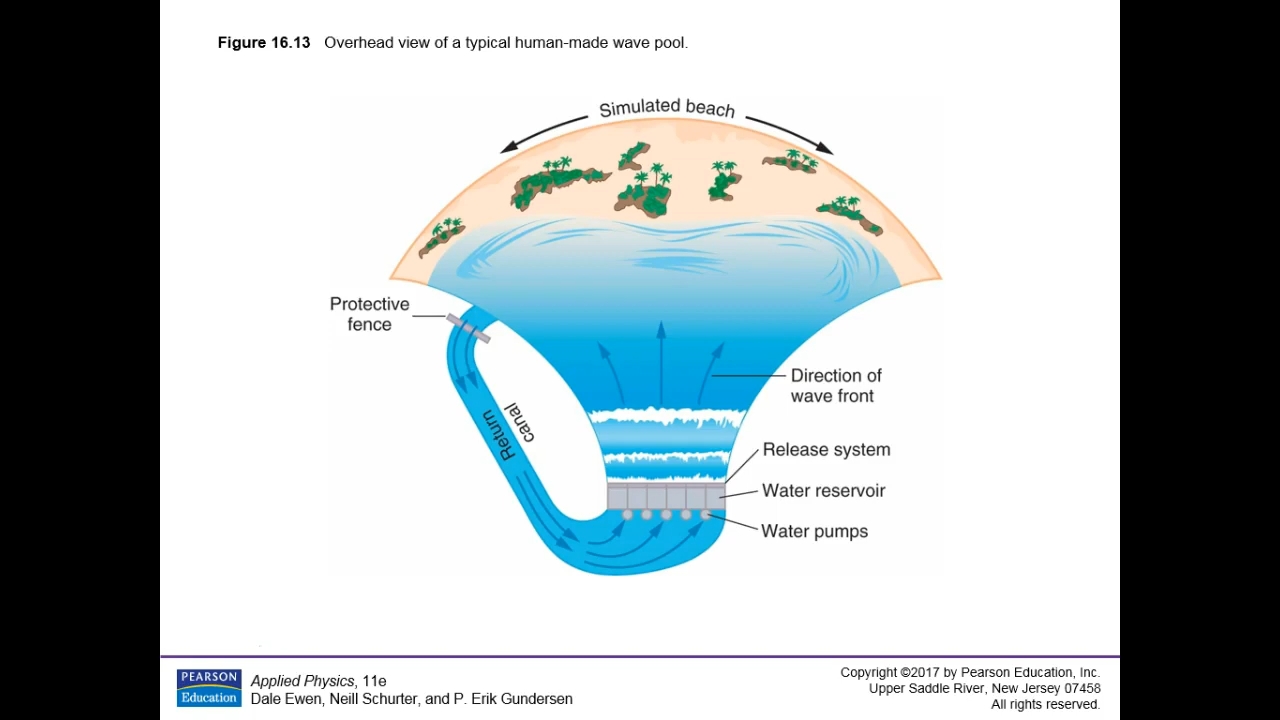 Figure 16.13 Overhead view of a typical human-made wave pool.
Simulated beach
Protective
fence
Return
canal
Direction of
wave front
Release system
Water reservoir
Water pumps
PEARSON
Education
Applied Physics, 11e
Dale Ewen, Neill Schurter, and P. Erik Gundersen
Copyright ©2017 by Pearson Education, Inc.
Upper Saddle River, New Jersey 07458
All rights reserved.